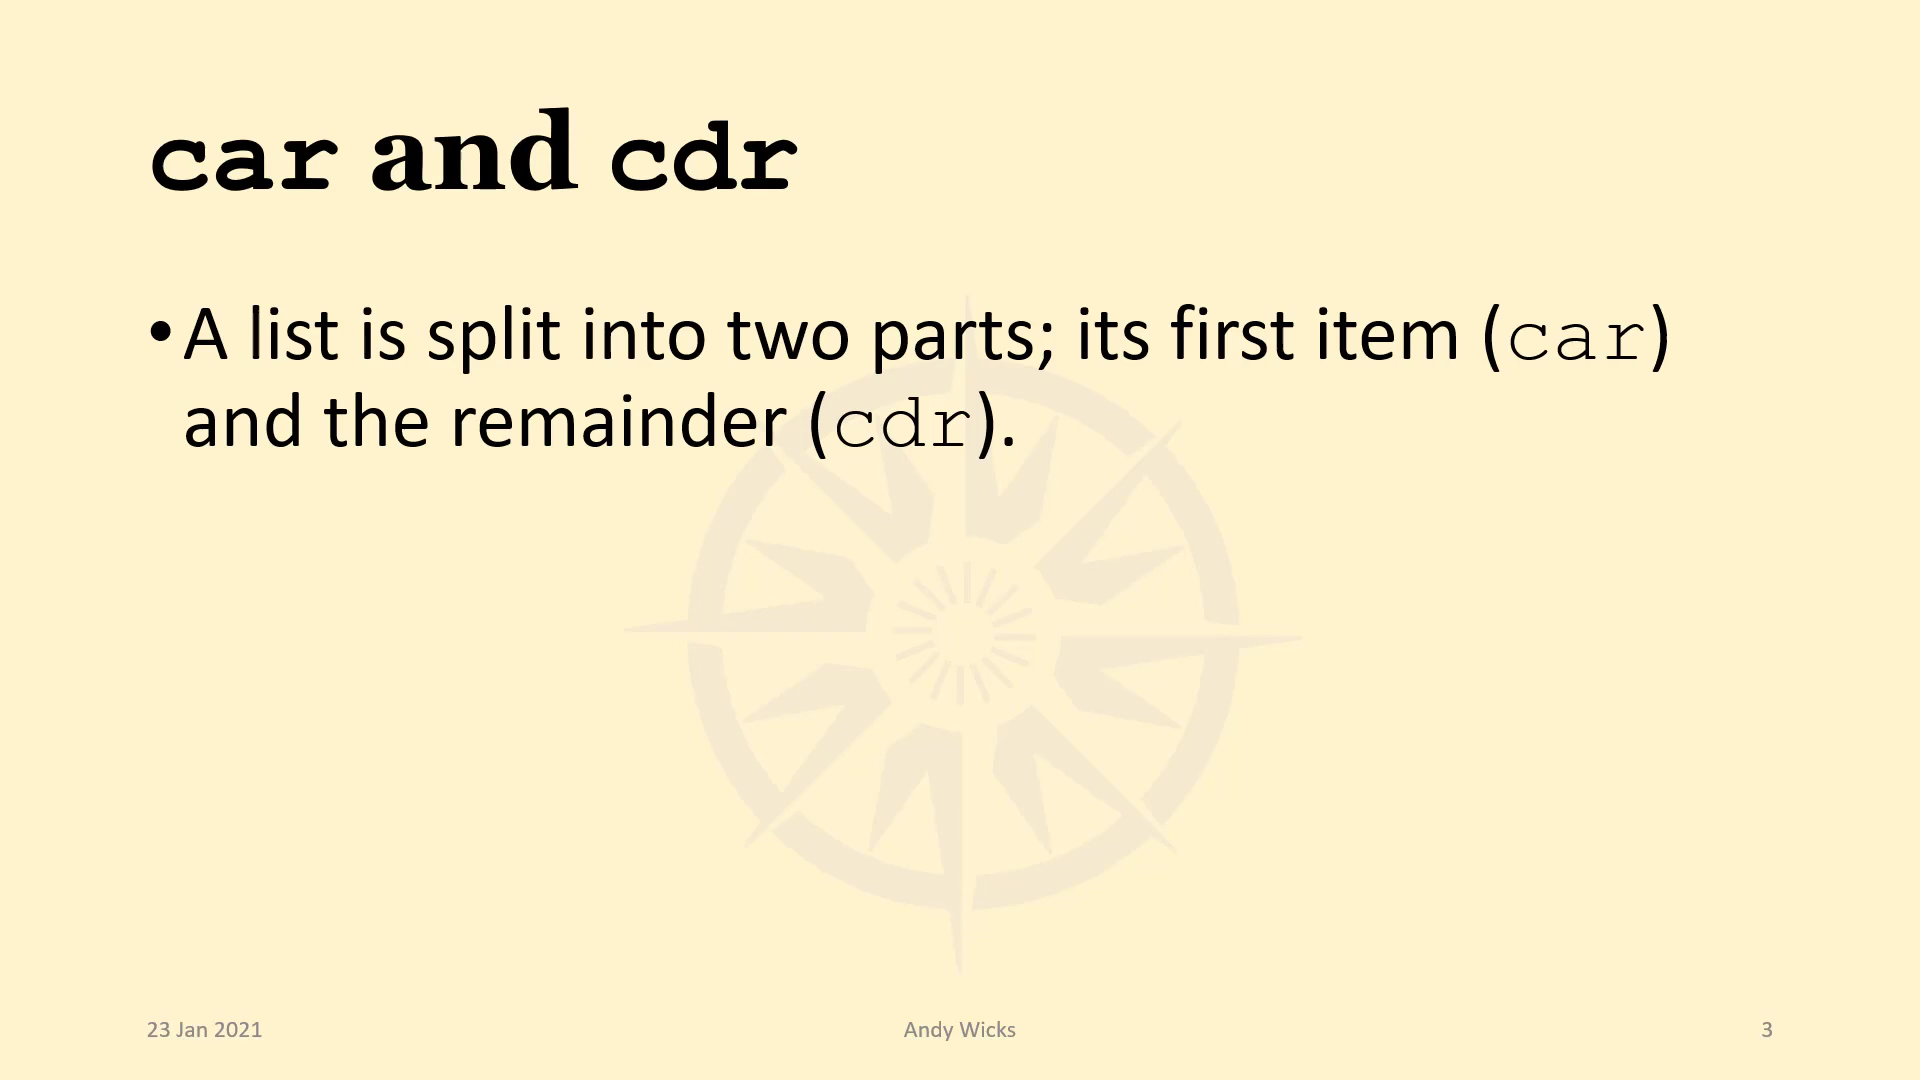 car and cdr
•A list is split into two parts; its first item (car)
and the remainder (cdr).
23 Jan 2021
Andy Wicks
3